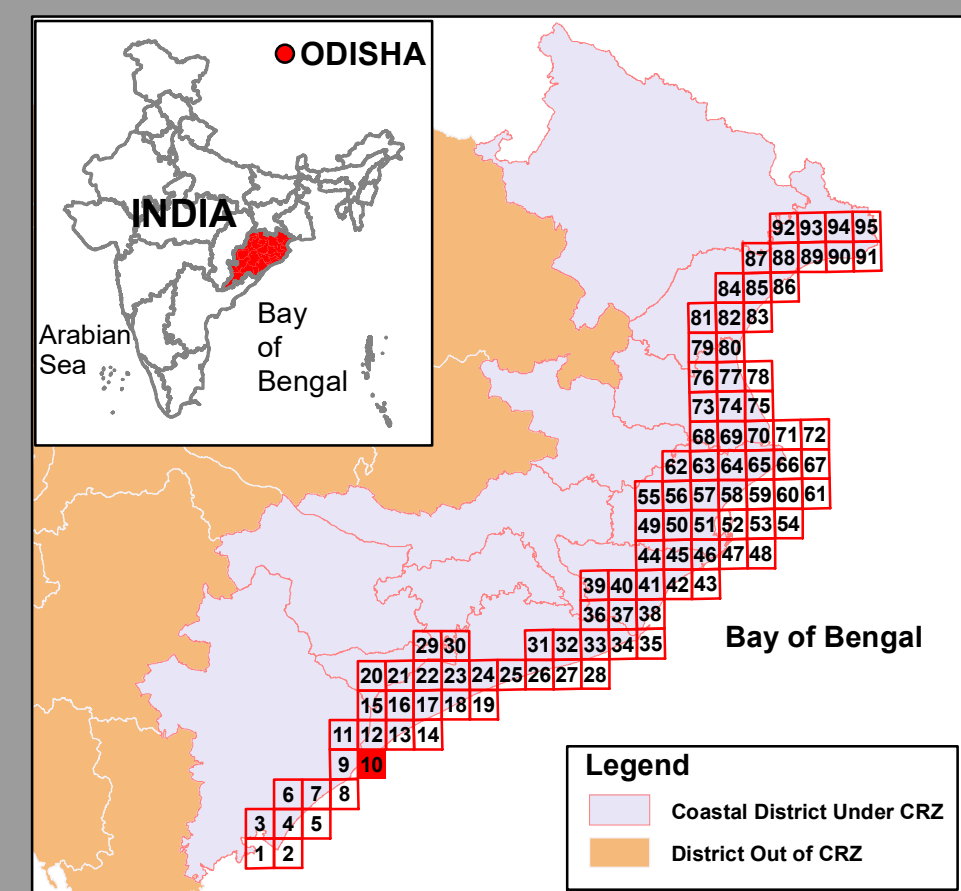 ODISHA
INDIA
Arabian
Sea
Bay
of
Bengal
92 93 94 95
87 88 89 90 91
84 85 86
81 82 83
79 80
76 77 78
73 74 75
68 69 70 71 72
62 63 64 65 66 67
55 56 57 58 59 60 61
49 50 51 52 53 54
44 45 46 47 48
39 40 41 42 43
36 37 38
29 30 31 32 33 34 35
Bay of Bengal
20 21 22 23 24 25 26 27 28
15 16 17 18 19
11 12 13 14
9 10
6 7 8
3 4 5
1 2
Legend
Coastal District Under CRZ
District Out of CRZ